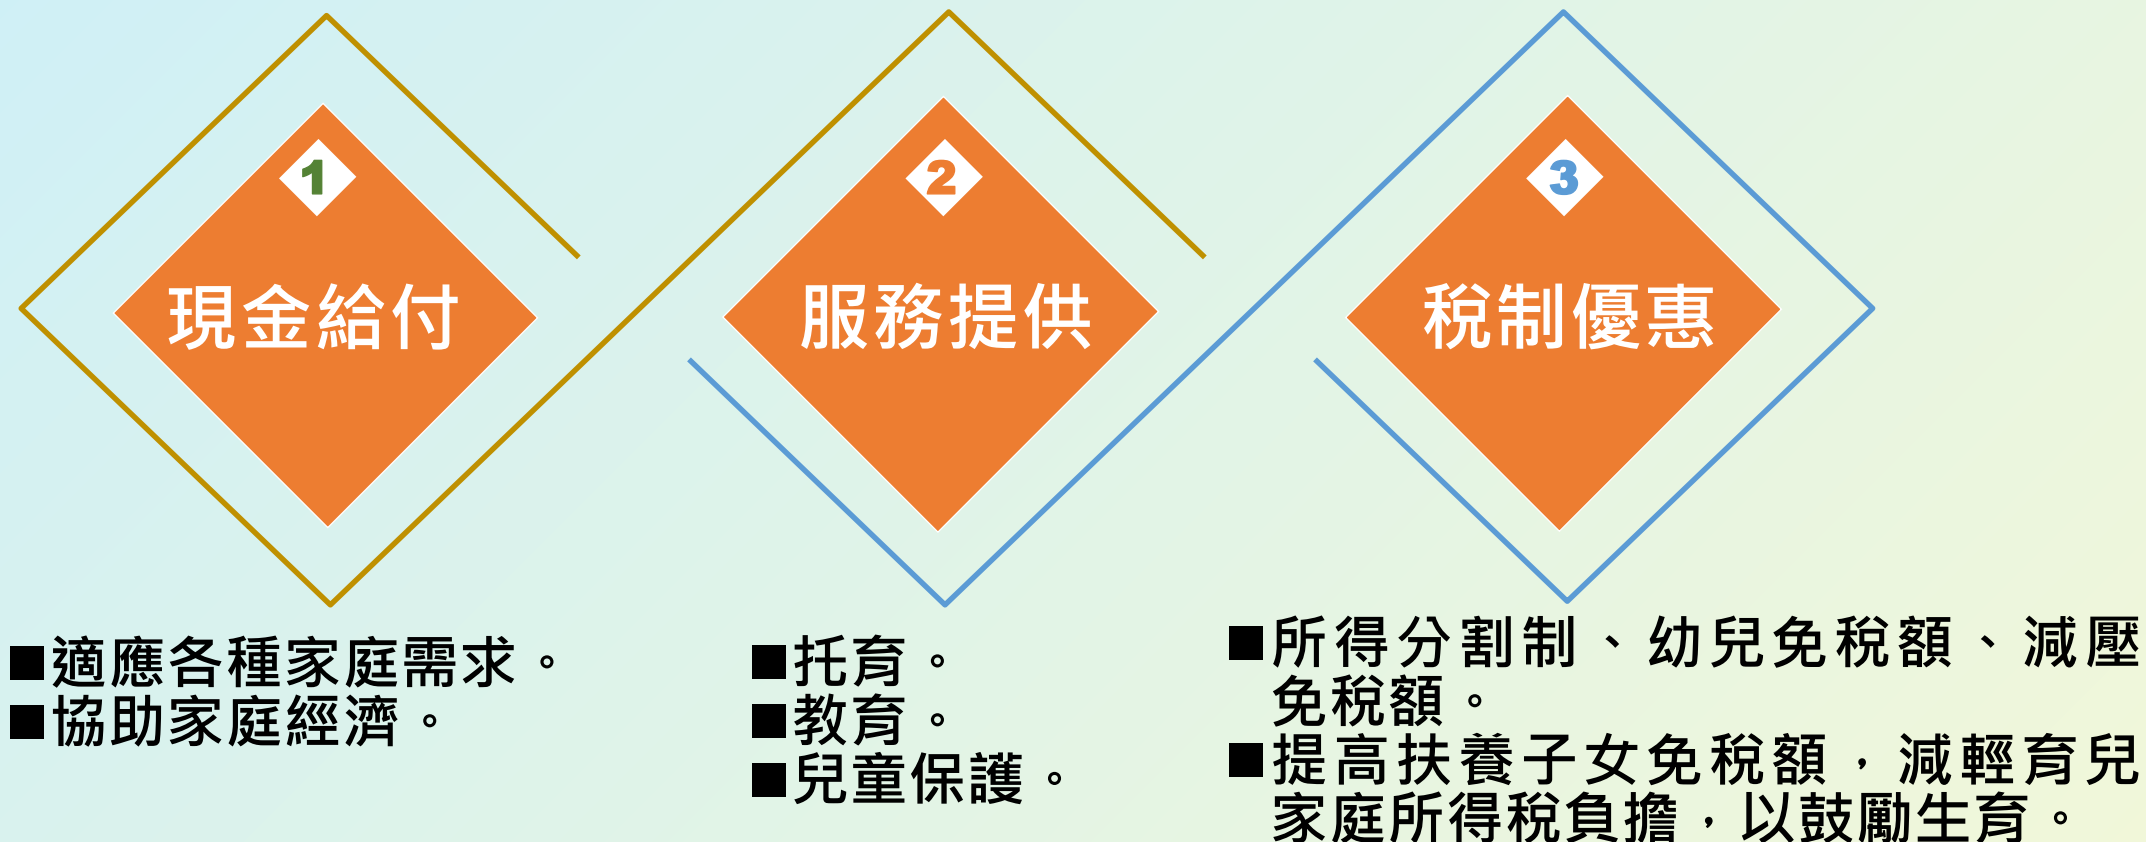 1
現金給付
■適應各種家庭需求。
■協助家庭經濟。
2
服務提供
■托育。
■教育。
■兒童保護。
3
稅制優惠
■所得分割制、幼兒免稅額、減壓
免稅額。
■提高扶養子女免稅額，減輕育兒
家庭所得稅負擔，以鼓勵生育。